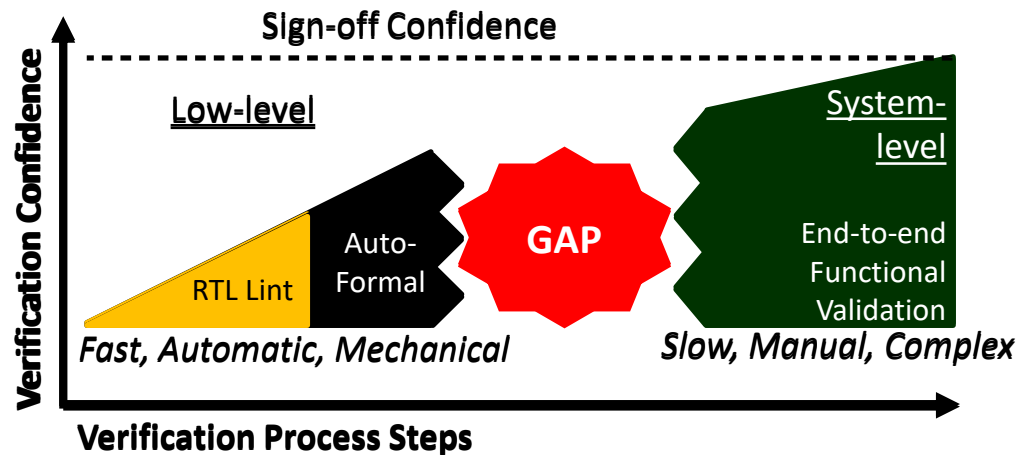 Sign-off Confidence
Low-level
System-
level
Verification Confidence
GAP
Auto-
Formal
RTL Lint
End-to-end
Functional
Validation
Fast, Automatic, Mechanical
Slow, Manual, Complex
Verification Process Steps